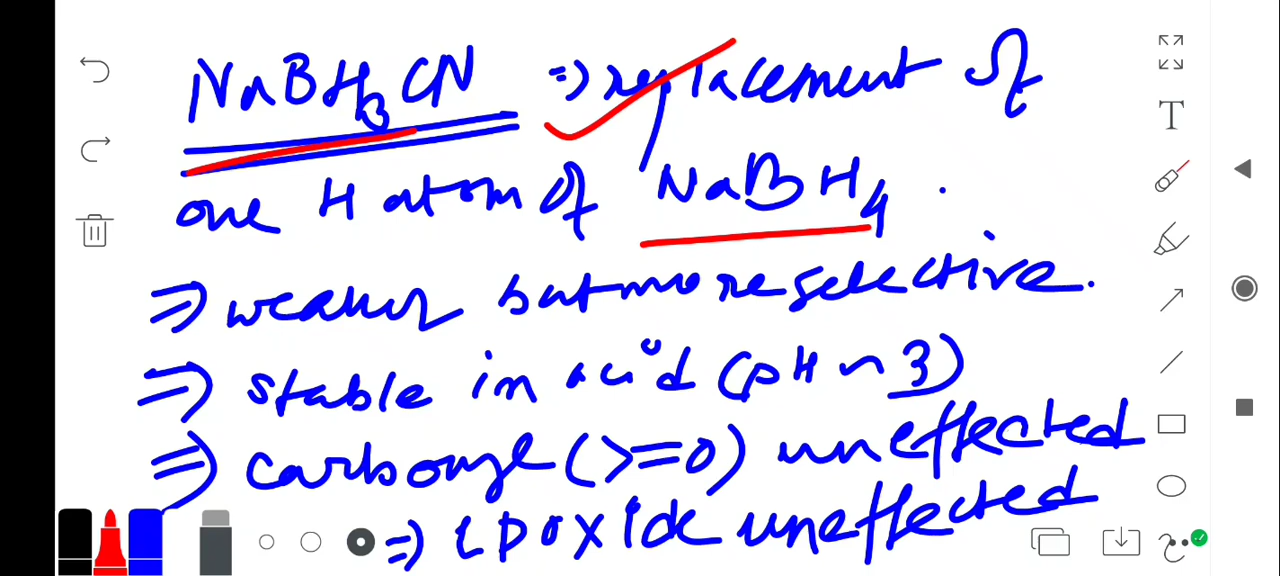 NaBH3CN ⇒ replacement of
one H atom of NaBH4.
⇒ weaker but more selective.
⇒ stable in acid (pH ~ 3)
⇒ carbonyl (>=0) uneffected
⇒ Epoxide uneffected
T